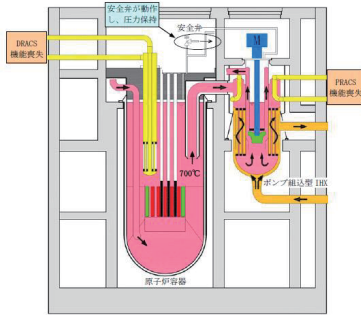 安全弁が動作
し、圧力保持
安全弁
DRACS
機能喪失
M
PRACS
機能喪失
700℃
ポンプ組込型 IHX
原子炉容器